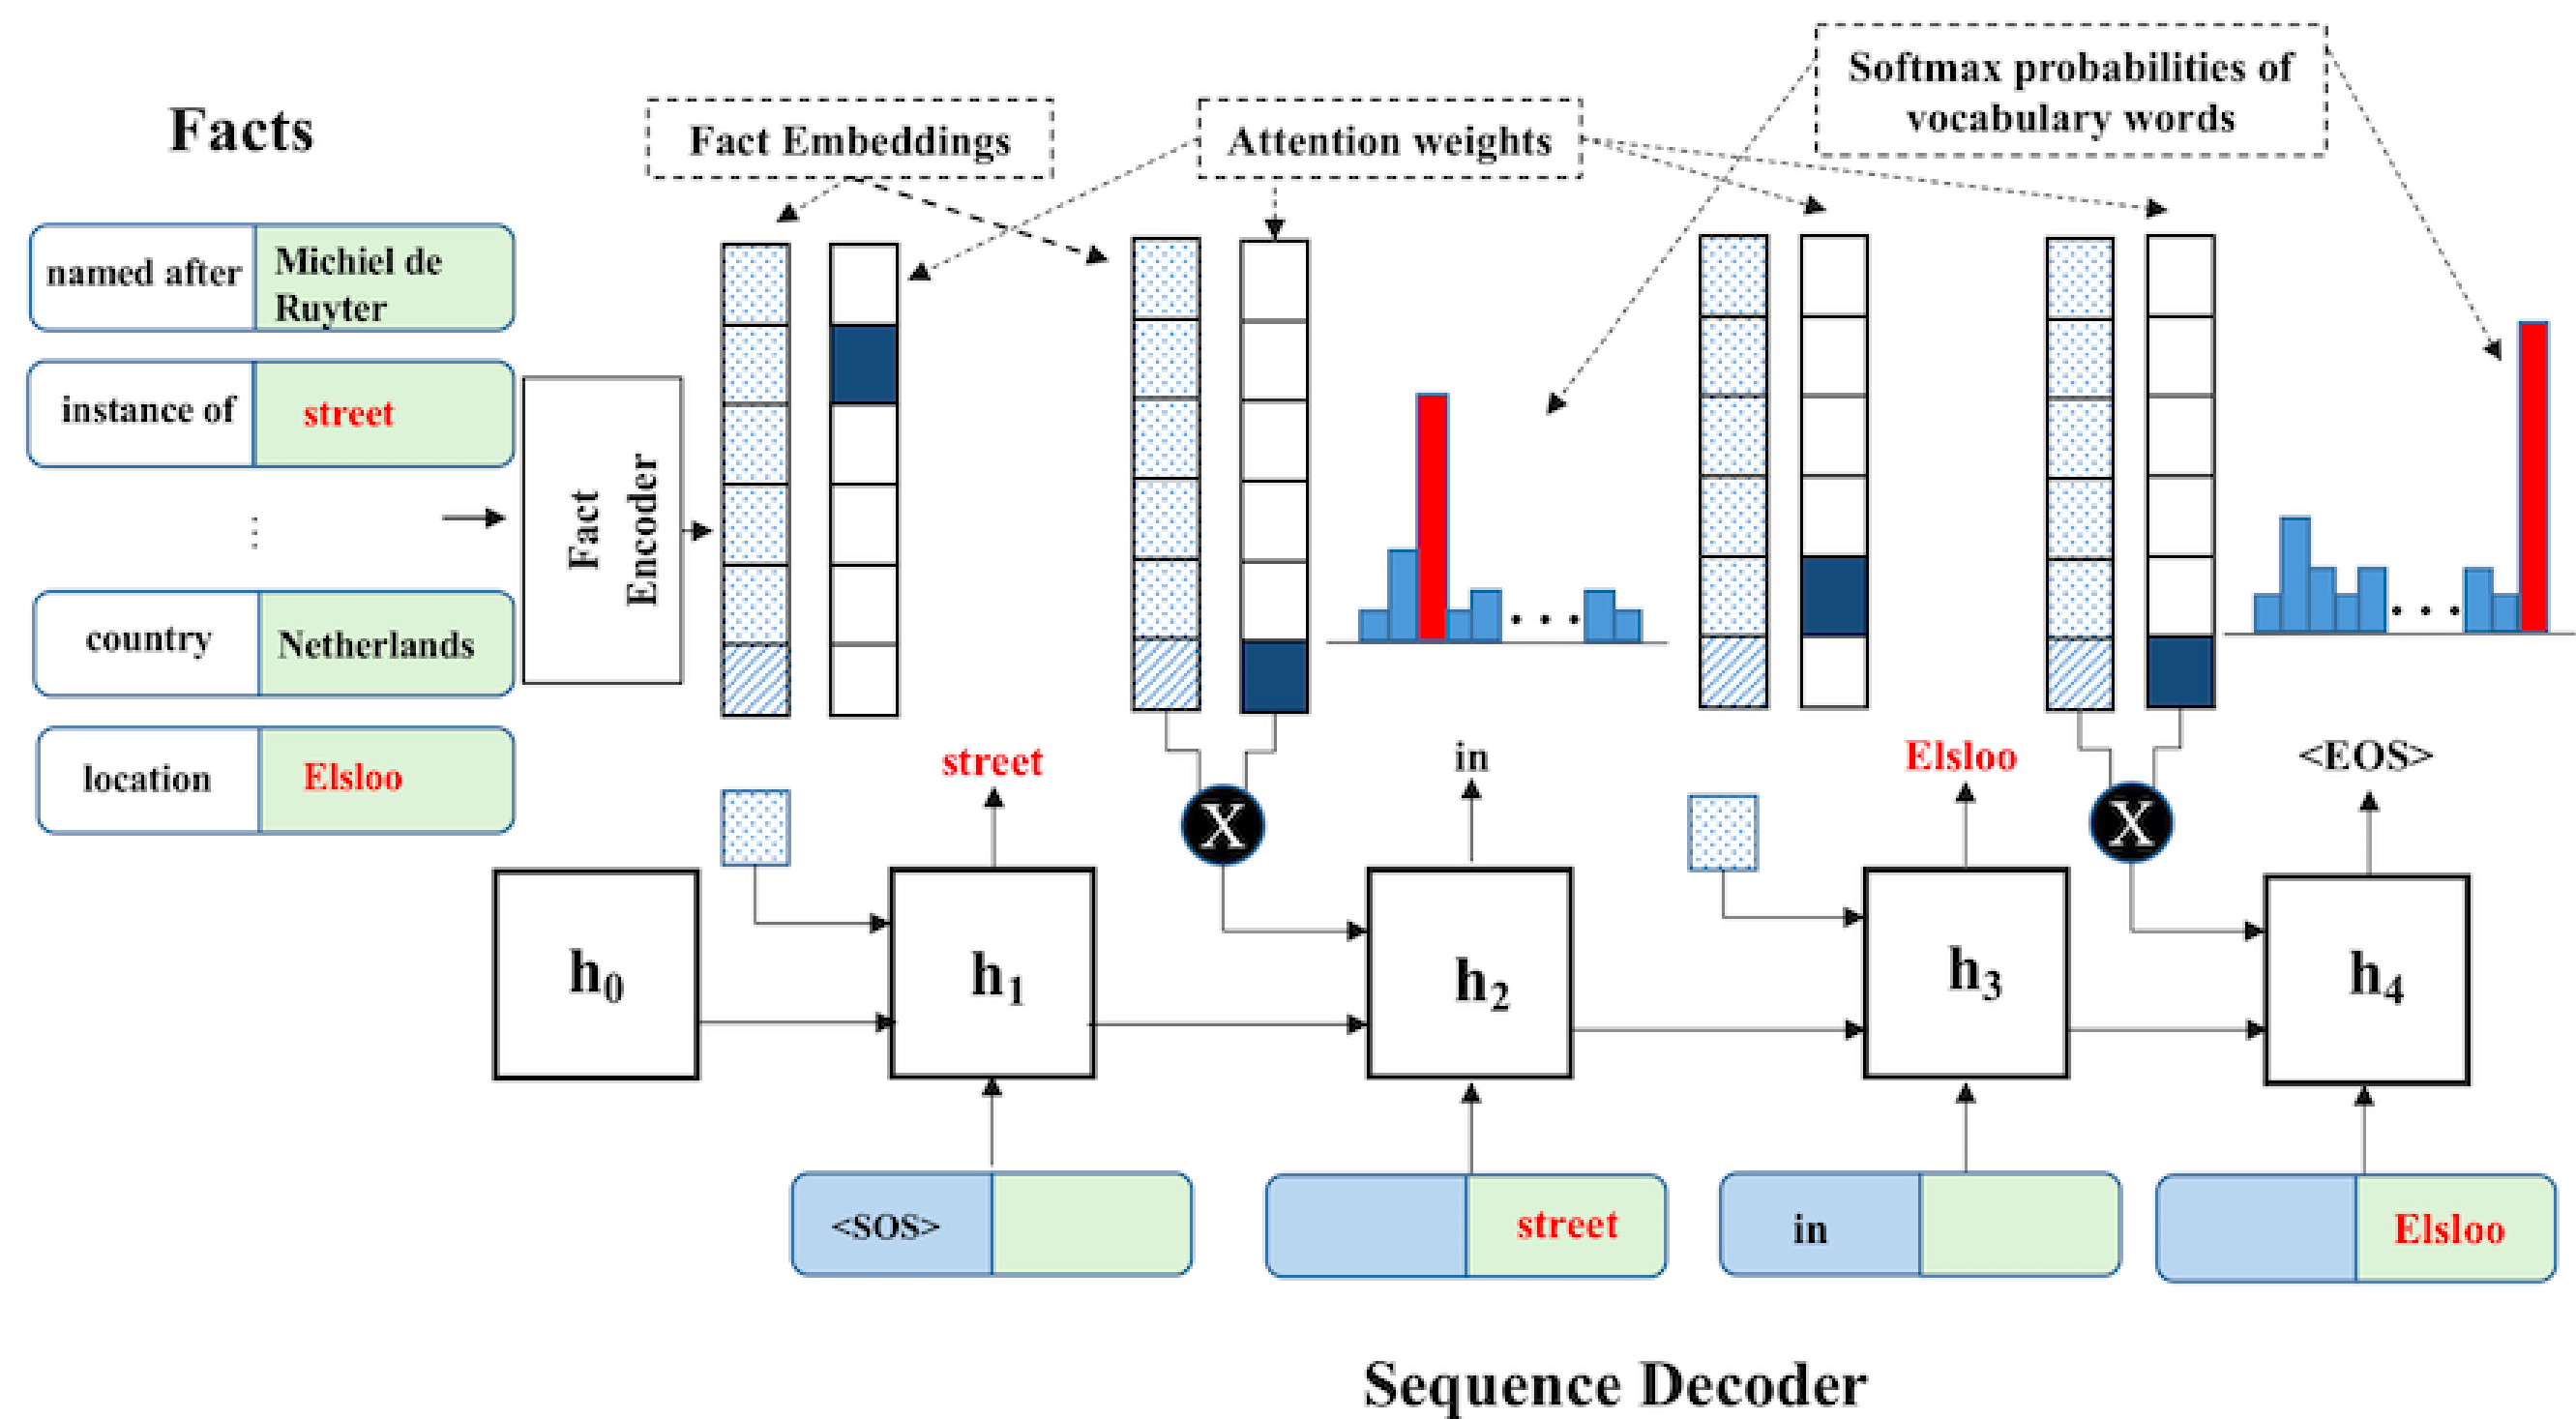 Facts
Fact Embeddings
Attention weights
Softmax probabilities of
vocabulary words
named after
Michiel de
Ruyter
instance of
street
country
Netherlands
location
Elsloo
Fact
Encoder
street
in
Elsloo
<EOS>
X
X
h0
h1
h2
h3
h4
<SOS>
street
in
Elsloo
Sequence Decoder